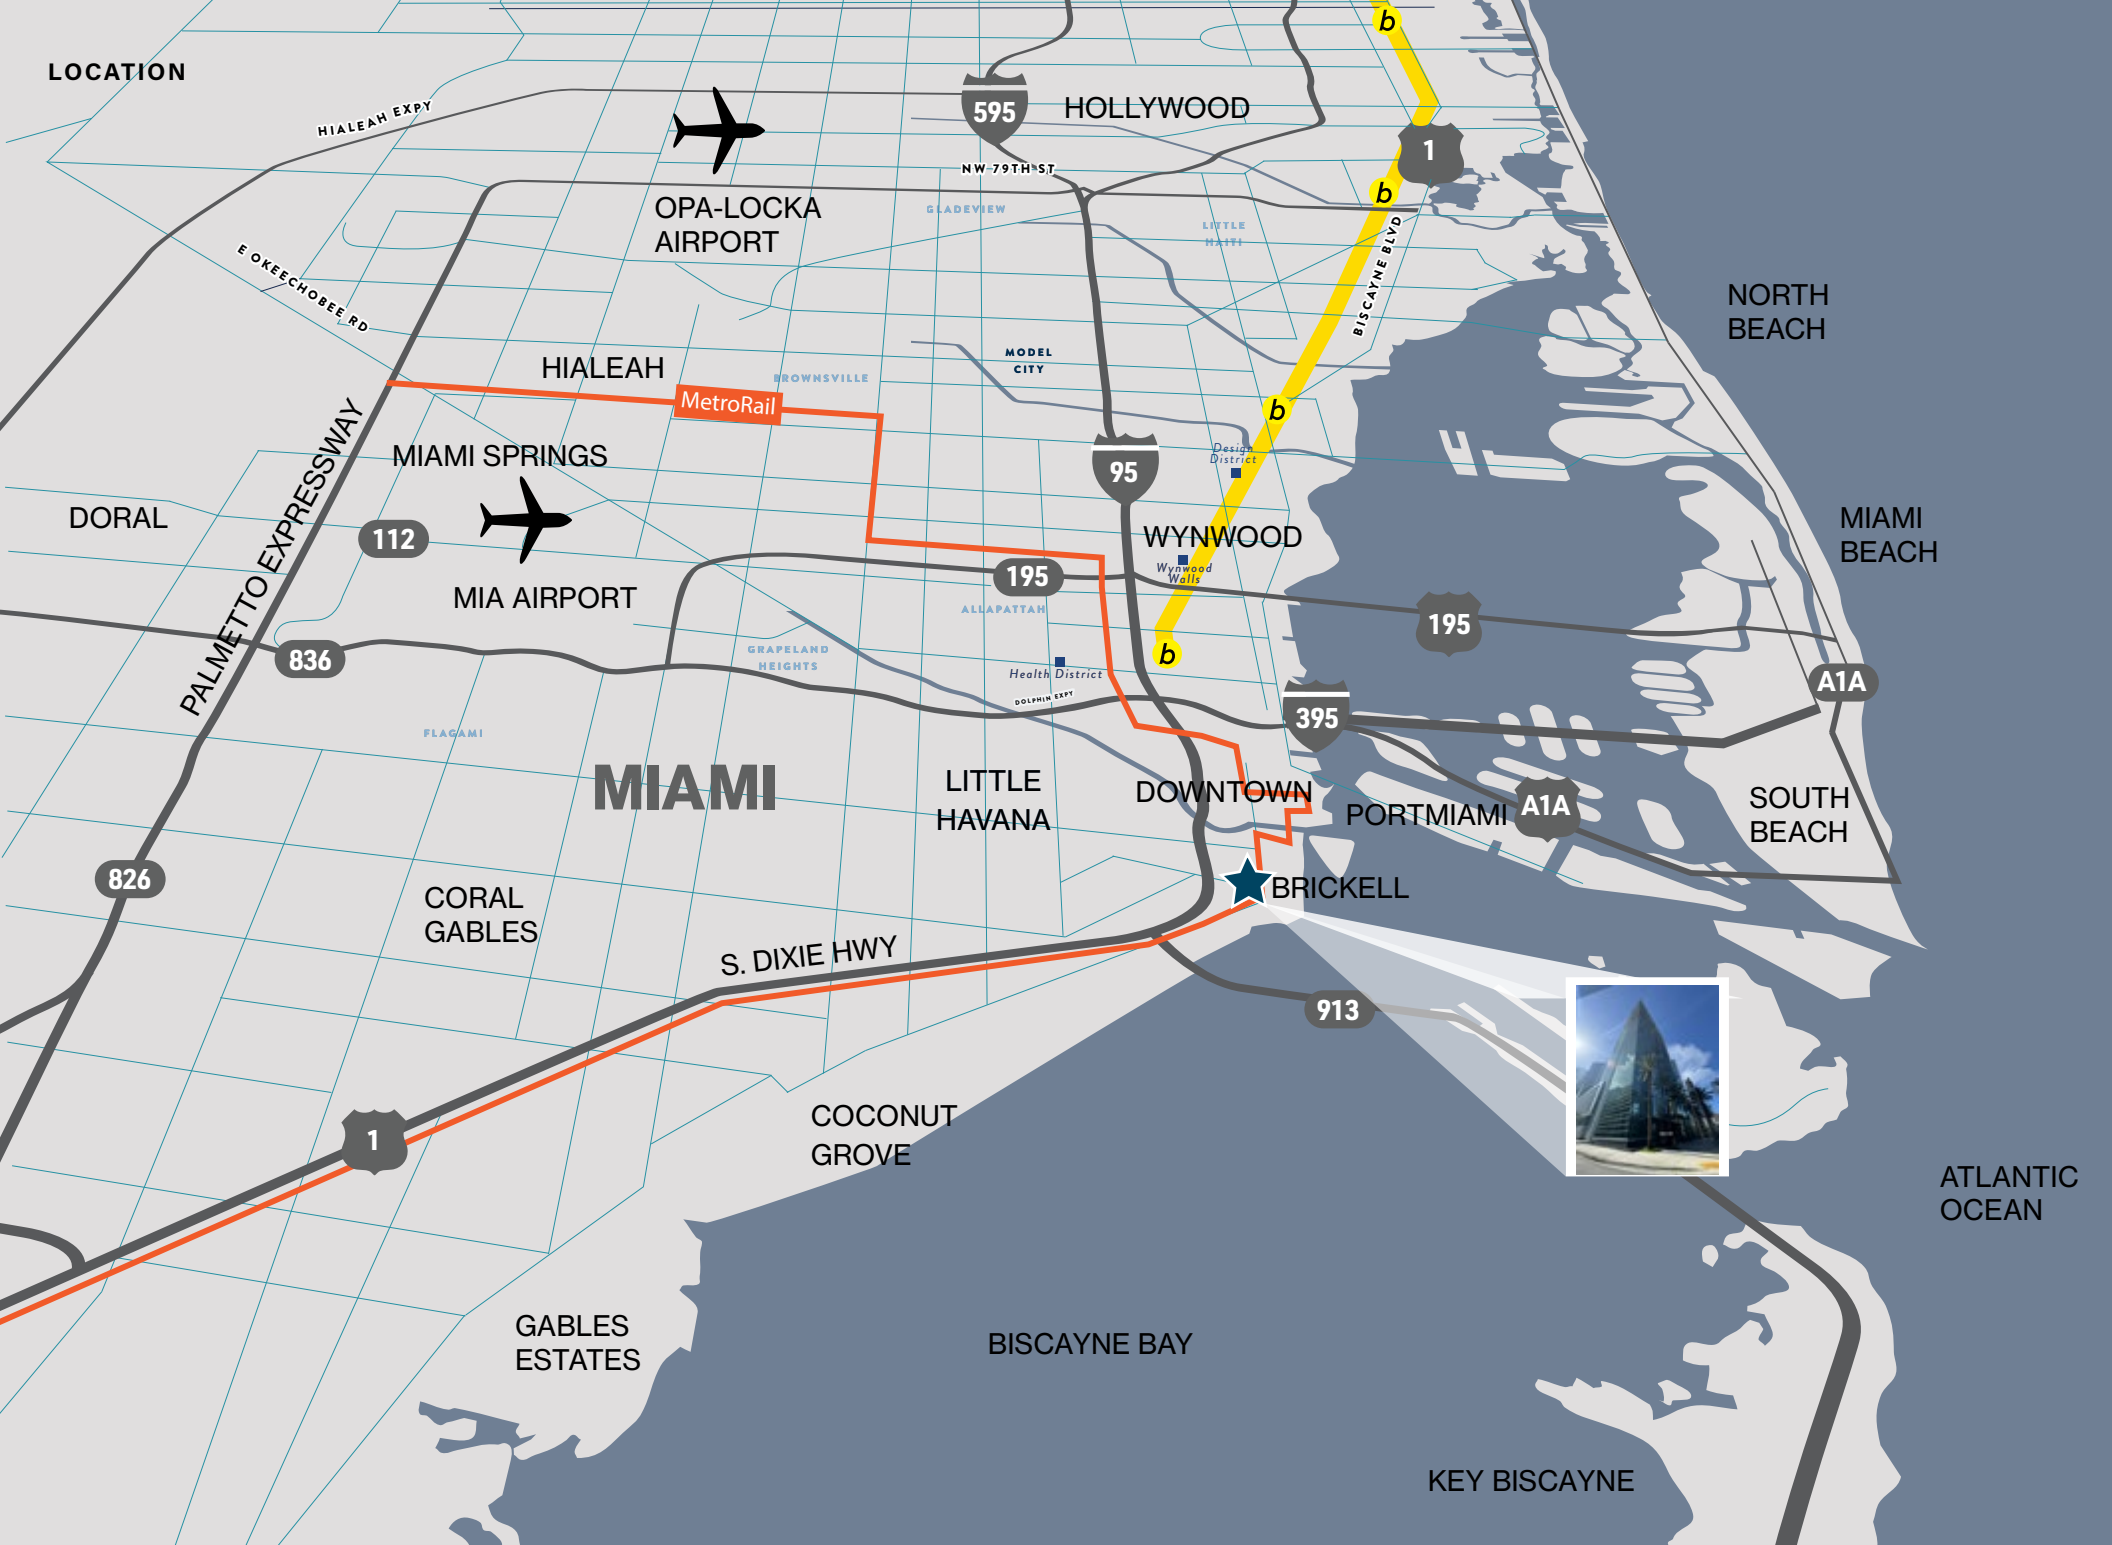 b
LOCATION
HIALEAH EXPY
595
HOLLYWOOD
1
NW 79TH ST
b
OPA-LOCKA
AIRPORT
GLADEVIEW
LITTLE
HAITI
BISCAYNE BLVD
E OKEECHOBEE RD
NORTH
BEACH
HIALEAH
MODEL
CITY
BROWNSVILLE
MetroRail
b
PALMETTO EXPRESSWAY
MIAMI SPRINGS
95
Design
District
DORAL
112
WYNWOOD
MIAMI
BEACH
Wynwood
Walls
195
MIA AIRPORT
ALLAPATTAH
195
836
GRAPELAND
HEIGHTS
b
Health District
DOLPHIN EXPY
A1A
395
FLAGAMI
MIAMI
LITTLE
HAVANA
DOWNTOWN
PORTMIAMI
A1A
SOUTH
BEACH
826
BRICKELL
CORAL
GABLES
S. DIXIE HWY
913
COCONUT
GROVE
1
ATLANTIC
OCEAN
GABLES
ESTATES
BISCAYNE BAY
KEY BISCAYNE